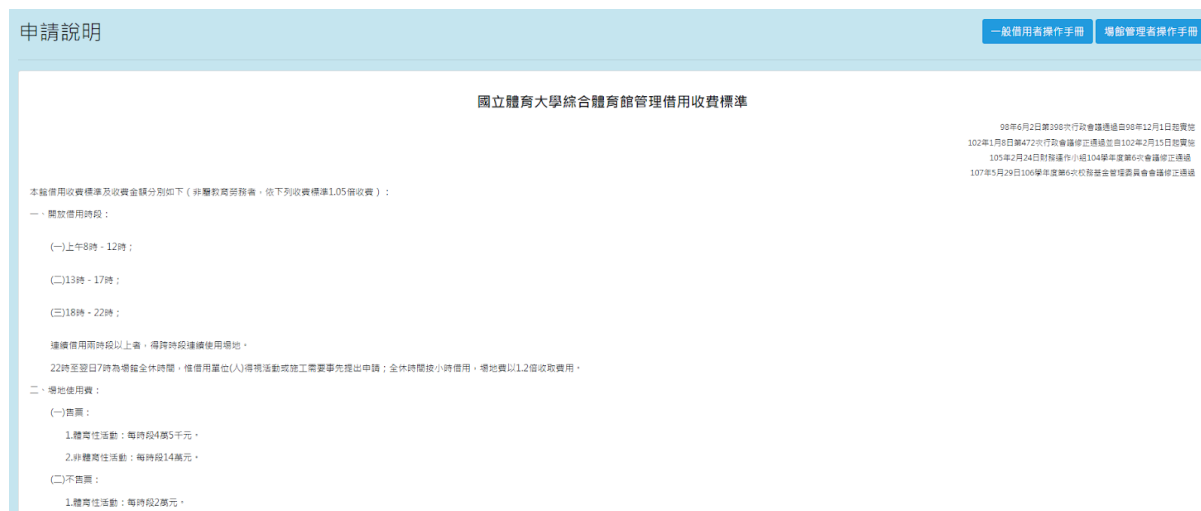 申請說明
一般借用者操作手冊
場館管理者操作手冊
國立體育大學綜合體育館管理借用收費標準
98年6月2日第398次行政會議通過自98年12月1日起實施
102年1月8日第472次行政會議修正通過並自102年2月15日起實施
105年2月24日財務運作小組104學年度第6次會議修正通過
107年5月29日106學年度第6次校務基金管理委員會會議修正通過
本館借用收費標準及收費金額分別如下(非屬教育勞務者,依下列收費標準1.05倍收費):
一、開放借用時段:
(一)上午8時-12時;
(二)13時-17時;
(三)18時-22時;
連續借用兩時段以上者,得跨時段連續使用場地。
22時至翌日7時為場館全休時間,惟借用單位(人)得視活動或施工需要事先提出申請;全休時間按小時借用,場地費以1.2倍收取費用。
二、場地使用費:
(一)售票:
1.體育性活動:每時段4萬5千元。
2.非體育性活動:每時段14萬元。
(二)不售票:
1.體育性活動:每時段2萬元。